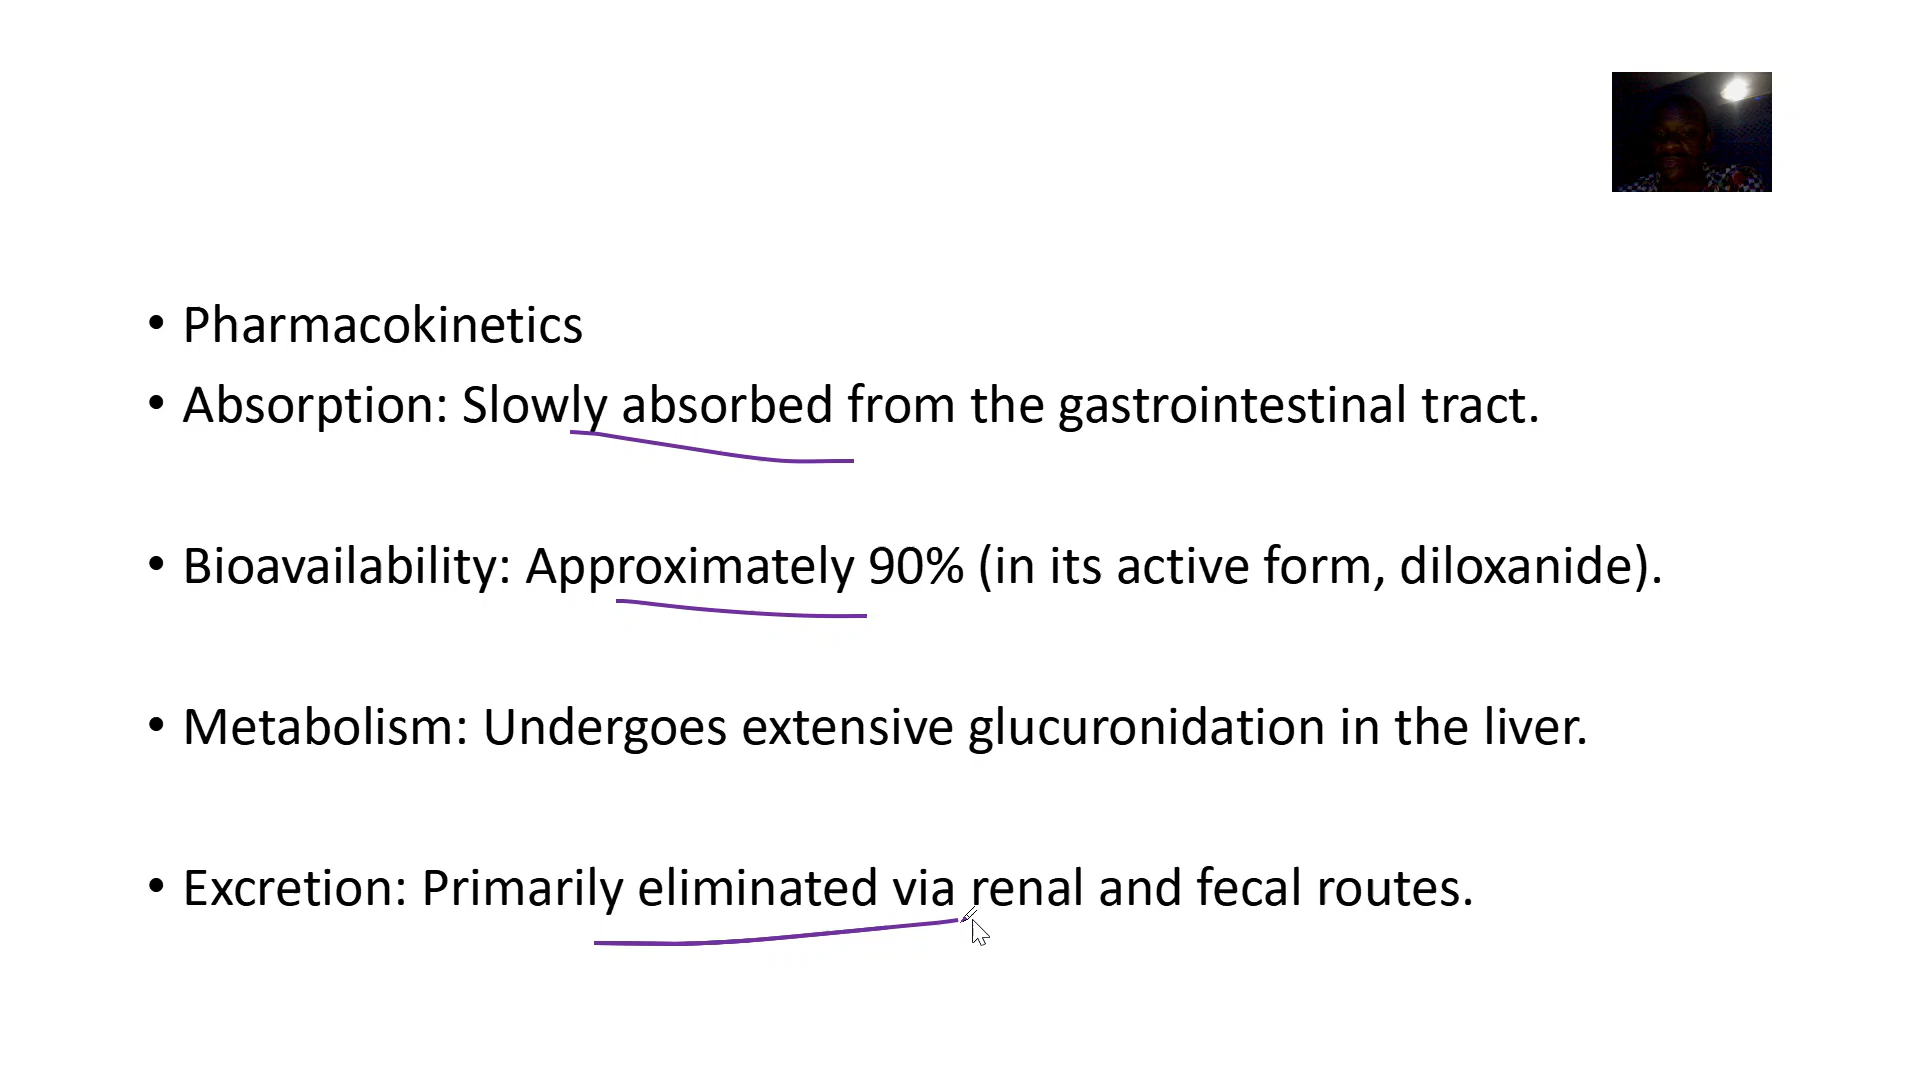 • Pharmacokinetics
• Absorption: Slowly absorbed from the gastrointestinal tract.
• Bioavailability: Approximately 90% (in its active form, diloxanide).
• Metabolism: Undergoes extensive glucuronidation in the liver.
• Excretion: Primarily eliminated via renal and fecal routes.